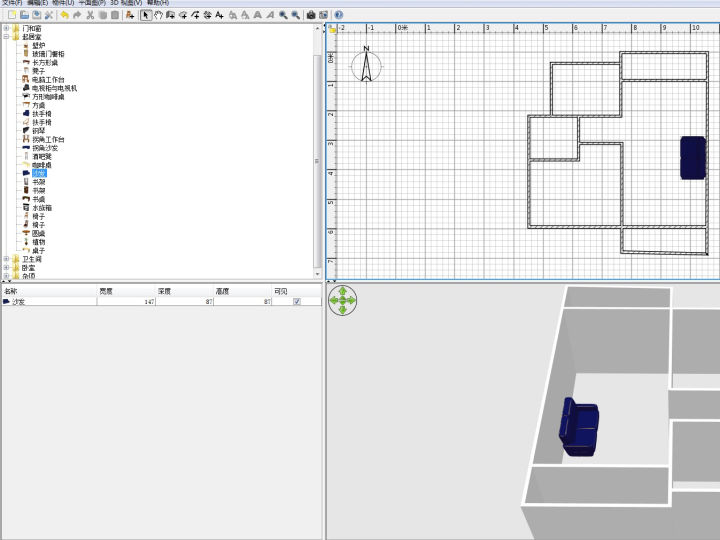 文件(F) 编辑(E) 物件(U) 平面图(P) 3D 视图(V) 帮助(H)
门和窗
起居室
壁炉
玻璃门橱柜
长方形桌
凳子
电脑工作台
电视柜与电视机
方形咖啡桌
方桌
扶手椅
扶手椅
钢琴
拐角工作台
拐角沙发
酒吧凳
咖啡桌
沙发
书架
书架
书桌
水族箱
椅子
椅子
圆桌
植物
桌子
卫生间
卧室
杂项
名称 宽度 深度 高度 可见
沙发 147 87 87
-2 -1 0米 1 2 3 4 5 6 7 8 9 10
0米
1
2
3
4
5
6
7
N